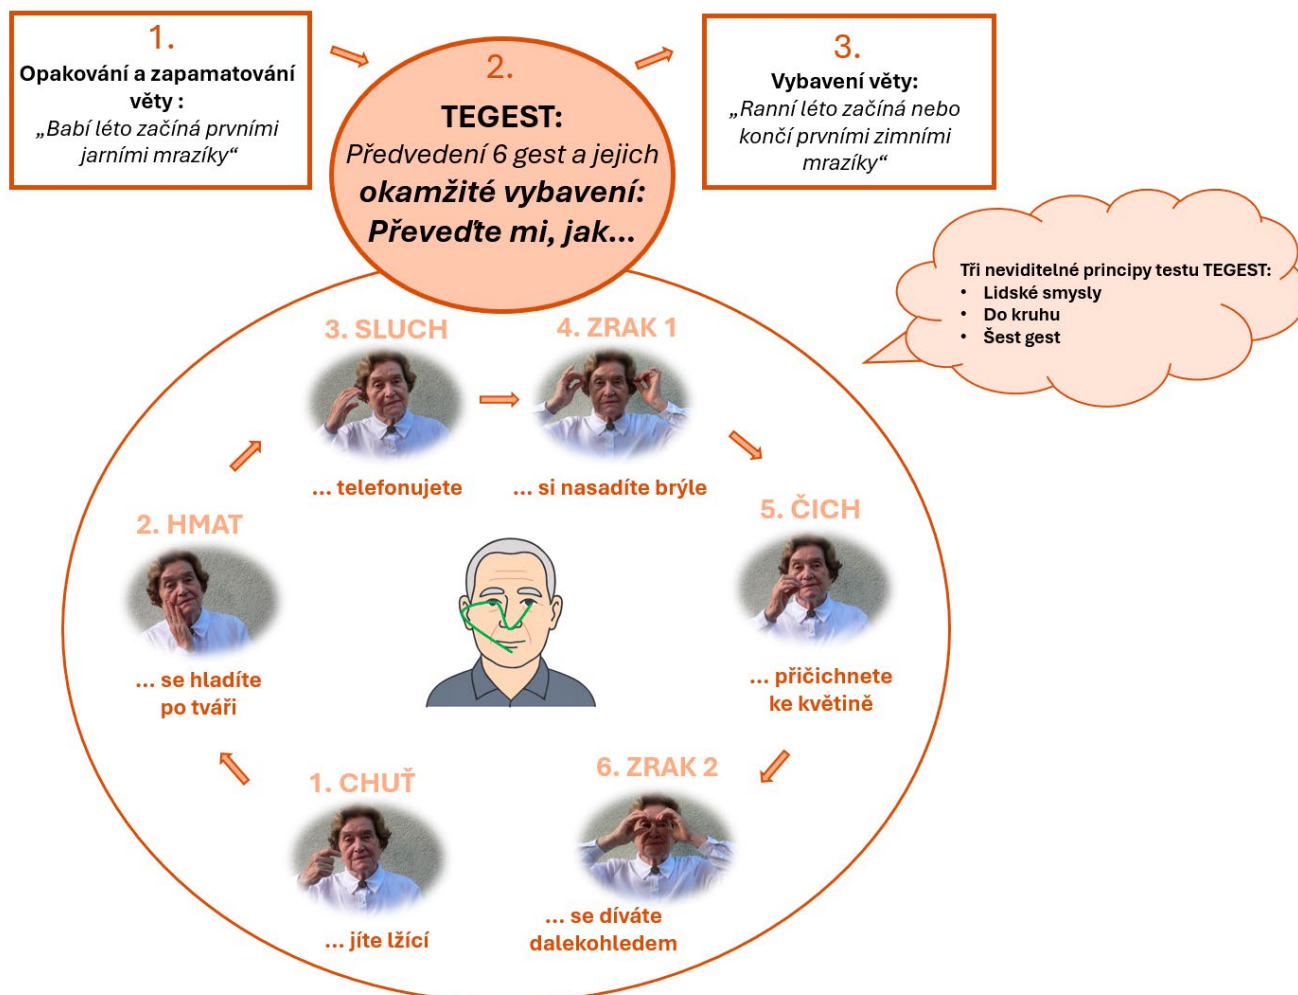 1.
Opakování a zapamatování
věty :
„Babí léto začíná prvními
jarními mrazíky“
2.
TEGEST:
Předvedení 6 gest a jejich
okamžité vybavení:
Převeďte mi, jak...
3.
Vybavení věty:
„Ranní léto začíná nebo
končí prvními zimními
mrazíky“
Tři neviditelné principy testu TEGEST:
• Lidské smysly
• Do kruhu
• Šest gest
3. SLUCH
... telefonujete
4. ZRAK 1
... si nasadíte brýle
2. HMAT
... se hladíte
po tváři
5. ČICH
... přičichnete
ke květině
1. CHUŤ
... jíte lžící
6. ZRAK 2
... se díváte
dalekohledem